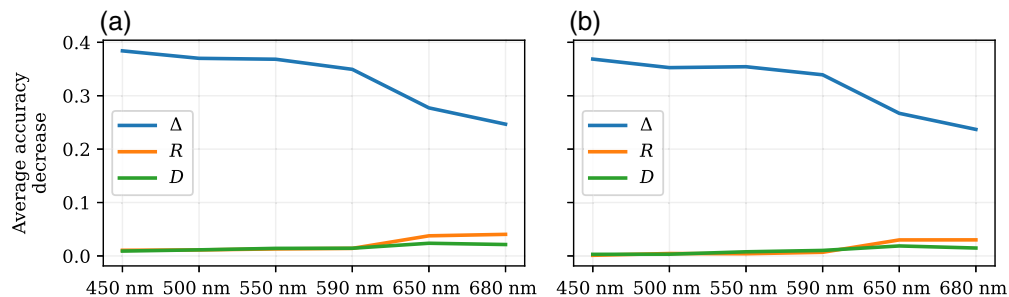 (a)
(b)
Average accuracy
decrease
0.4
0.3
0.2
0.1
0.0
Δ
R
D
450 nm 500 nm 550 nm 590 nm 650 nm 680 nm
Δ
R
D
450 nm 500 nm 550 nm 590 nm 650 nm 680 nm